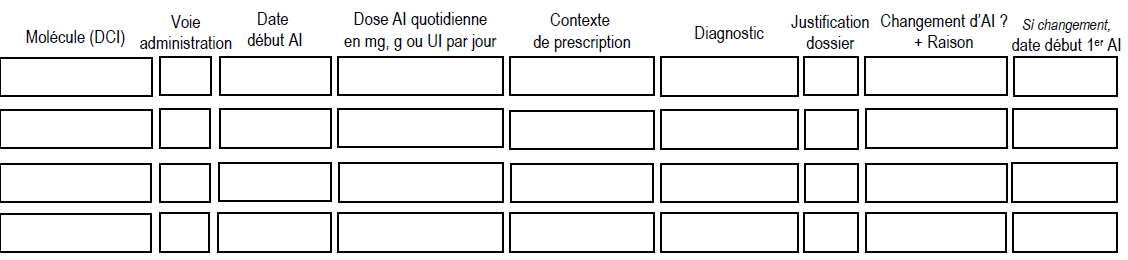 Molécule (DCI)
Voie
administration
Date
début AI
Dose AI quotidienne
en mg, g ou UI par jour
Contexte
de prescription
Diagnostic
Justification
dossier
Changement d'AI ?
+ Raison
Si changement,
date début 1er AI